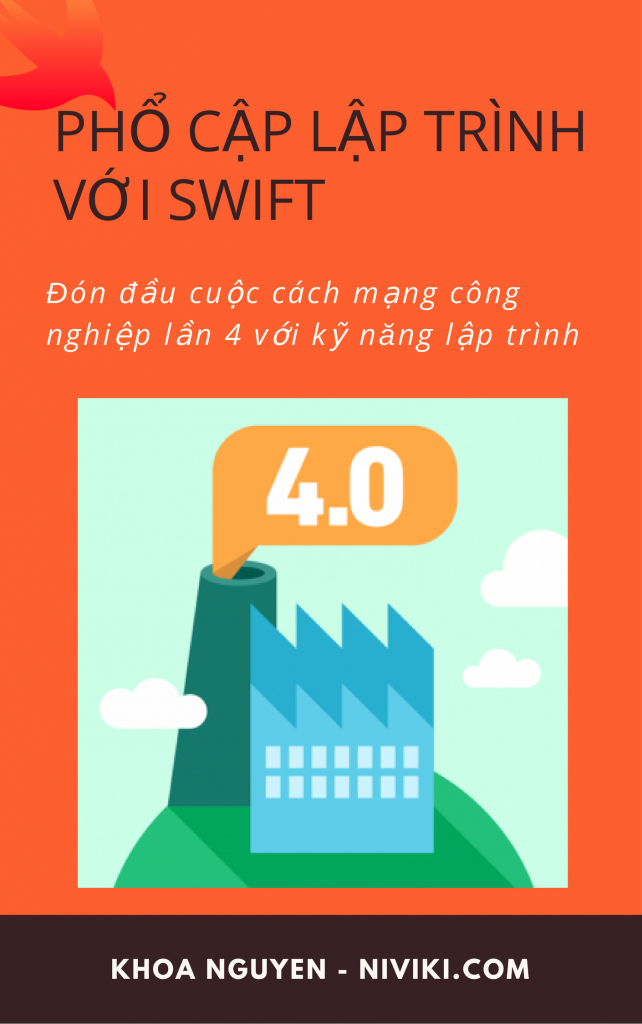 PHỔ CẬP LẬP TRÌNH
VỚI SWIFT
Đón đầu cuộc cách mạng công
nghiệp lần 4 với kỹ năng lập trình
4.0
KHOA NGUYEN - NIVIKI.COM